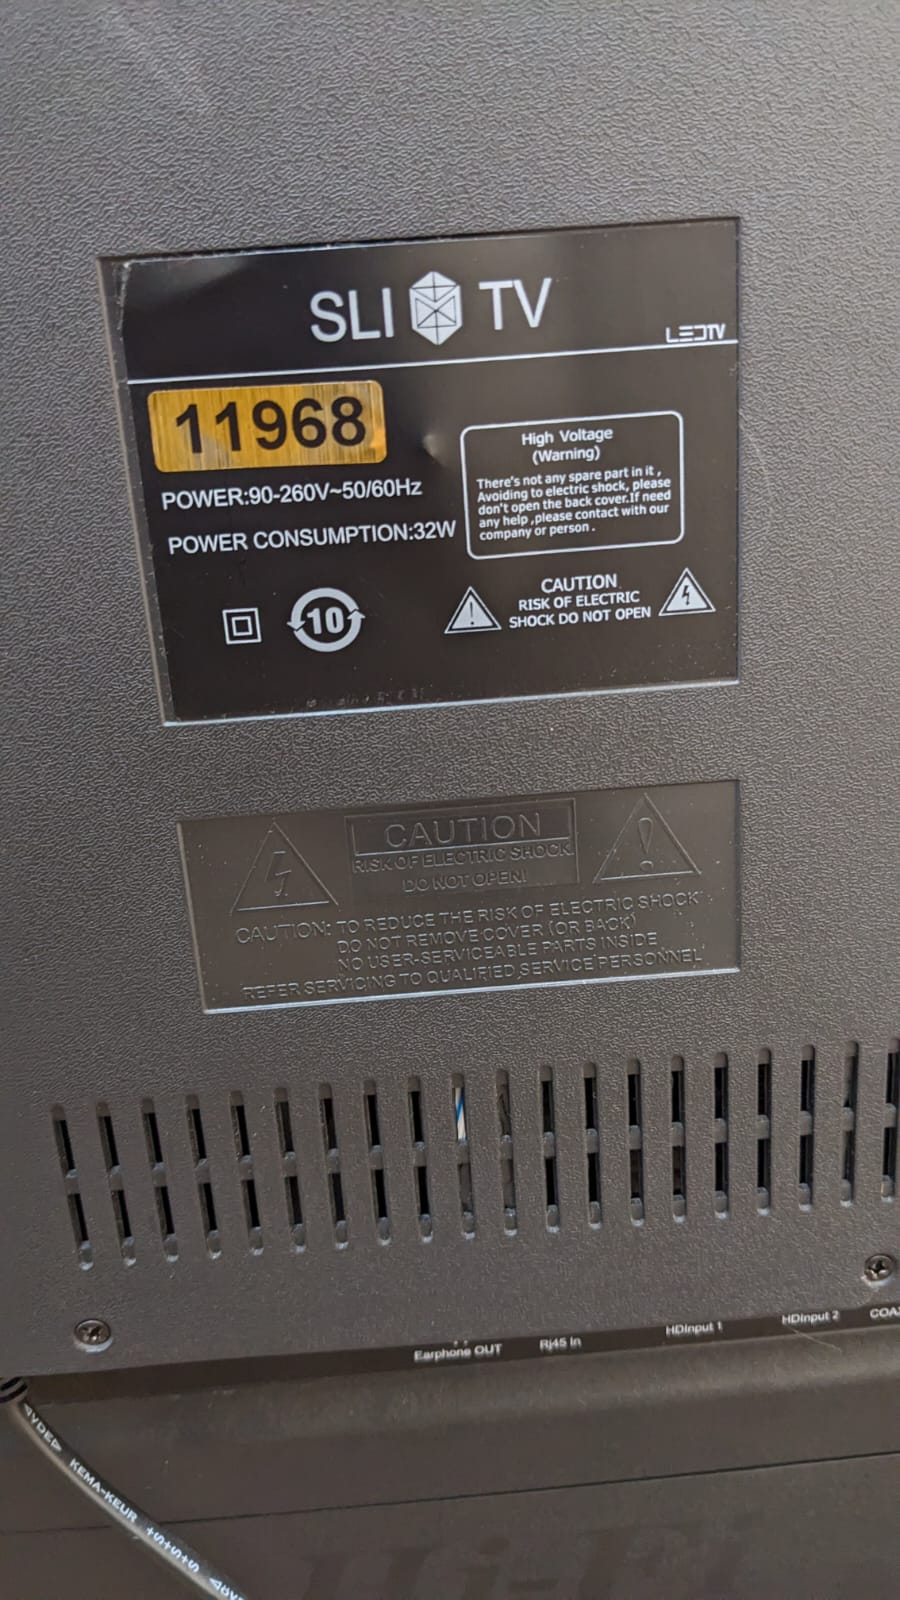 SLI TV
LEDTV
11968
POWER:90-260V~50/60Hz
POWER CONSUMPTION:32W
High Voltage
(Warning)
There's not any spare part in it ,
Avoiding to electric shock, please
don't open the back cover.If need
any help ,please contact with our
company or person .
10
CAUTION
RISK OF ELECTRIC
SHOCK DO NOT OPEN
CAUTION
RISK OF ELECTRIC SHOCK
DO NOT OPEN!
CAUTION: TO REDUCE THE RISK OF ELECTRIC SHOCK
DO NOT REMOVE COVER (OR BACK)
NO USER-SERVICEABLE PARTS INSIDE
REFER SERVICING TO QUALIFIED SERVICE PERSONNEL
Earphone OUT
Rj45 In
HDInput 1
HDInput 2
COA
KEMA-KEUR
Hi-Fi